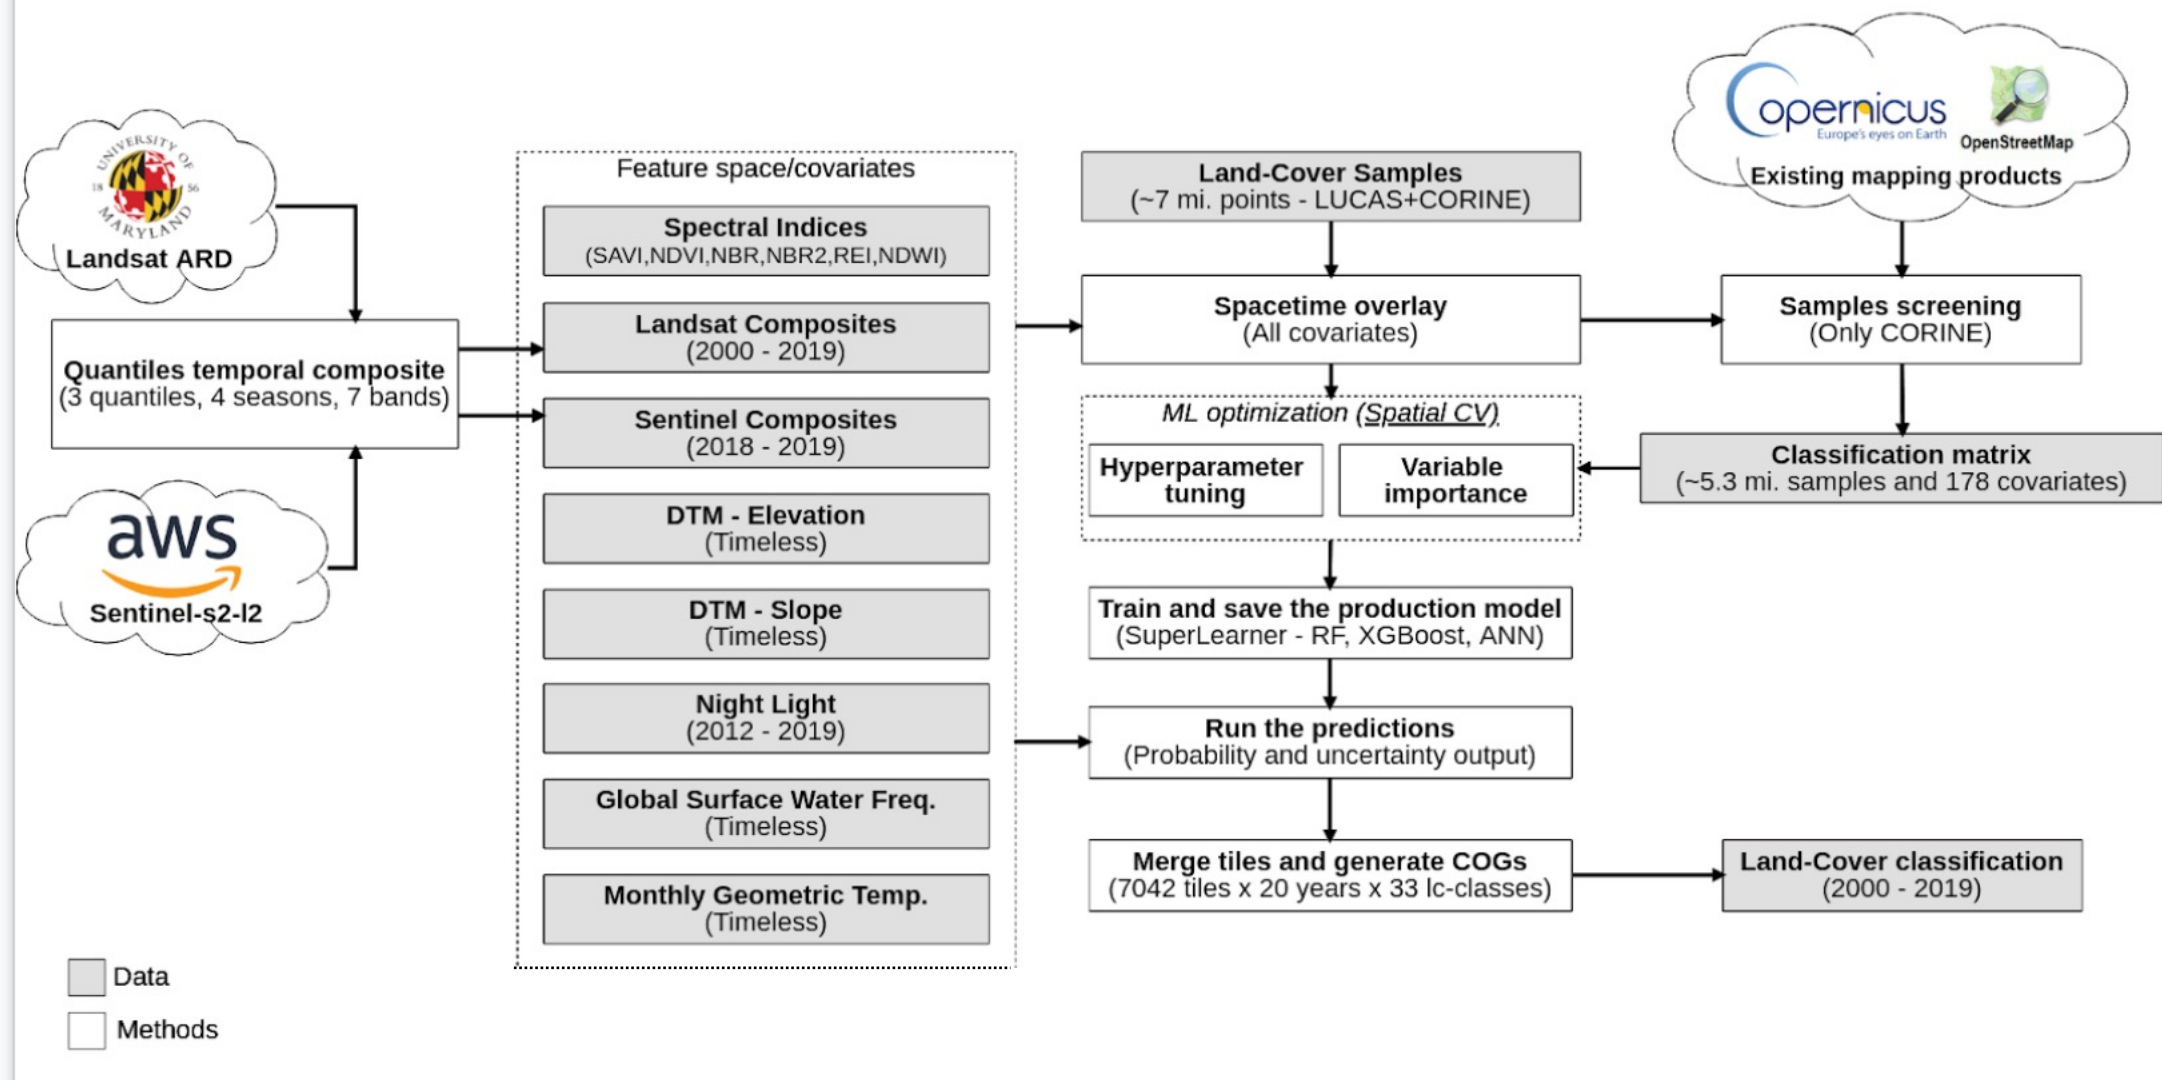 UNIVERSITY OF
18 56
MARYLAND
Landsat ARD
Quantiles temporal composite
(3 quantiles, 4 seasons, 7 bands)
aws
Sentinel-s2-l2
Feature space/covariates
Spectral Indices
(SAVI,NDVI,NBR,NBR2,REI,NDWI)
Landsat Composites
(2000 - 2019)
Sentinel Composites
(2018 - 2019)
DTM - Elevation
(Timeless)
DTM - Slope
(Timeless)
Night Light
(2012 - 2019)
Global Surface Water Freq.
(Timeless)
Monthly Geometric Temp.
(Timeless)
Land-Cover Samples
(~7 mi. points - LUCAS+CORINE)
Spacetime overlay
(All covariates)
ML optimization (Spatial CV)
Hyperparameter
tuning
Variable
importance
Train and save the production model
(SuperLearner - RF, XGBoost, ANN)
Run the predictions
(Probability and uncertainty output)
Merge tiles and generate COGs
(7042 tiles x 20 years x 33 lc-classes)
Copernicus
Europe's eyes on Earth
OpenStreetMap
Existing mapping products
Samples screening
(Only CORINE)
Classification matrix
(~5.3 mi. samples and 178 covariates)
Land-Cover classification
(2000 - 2019)
Data
Methods